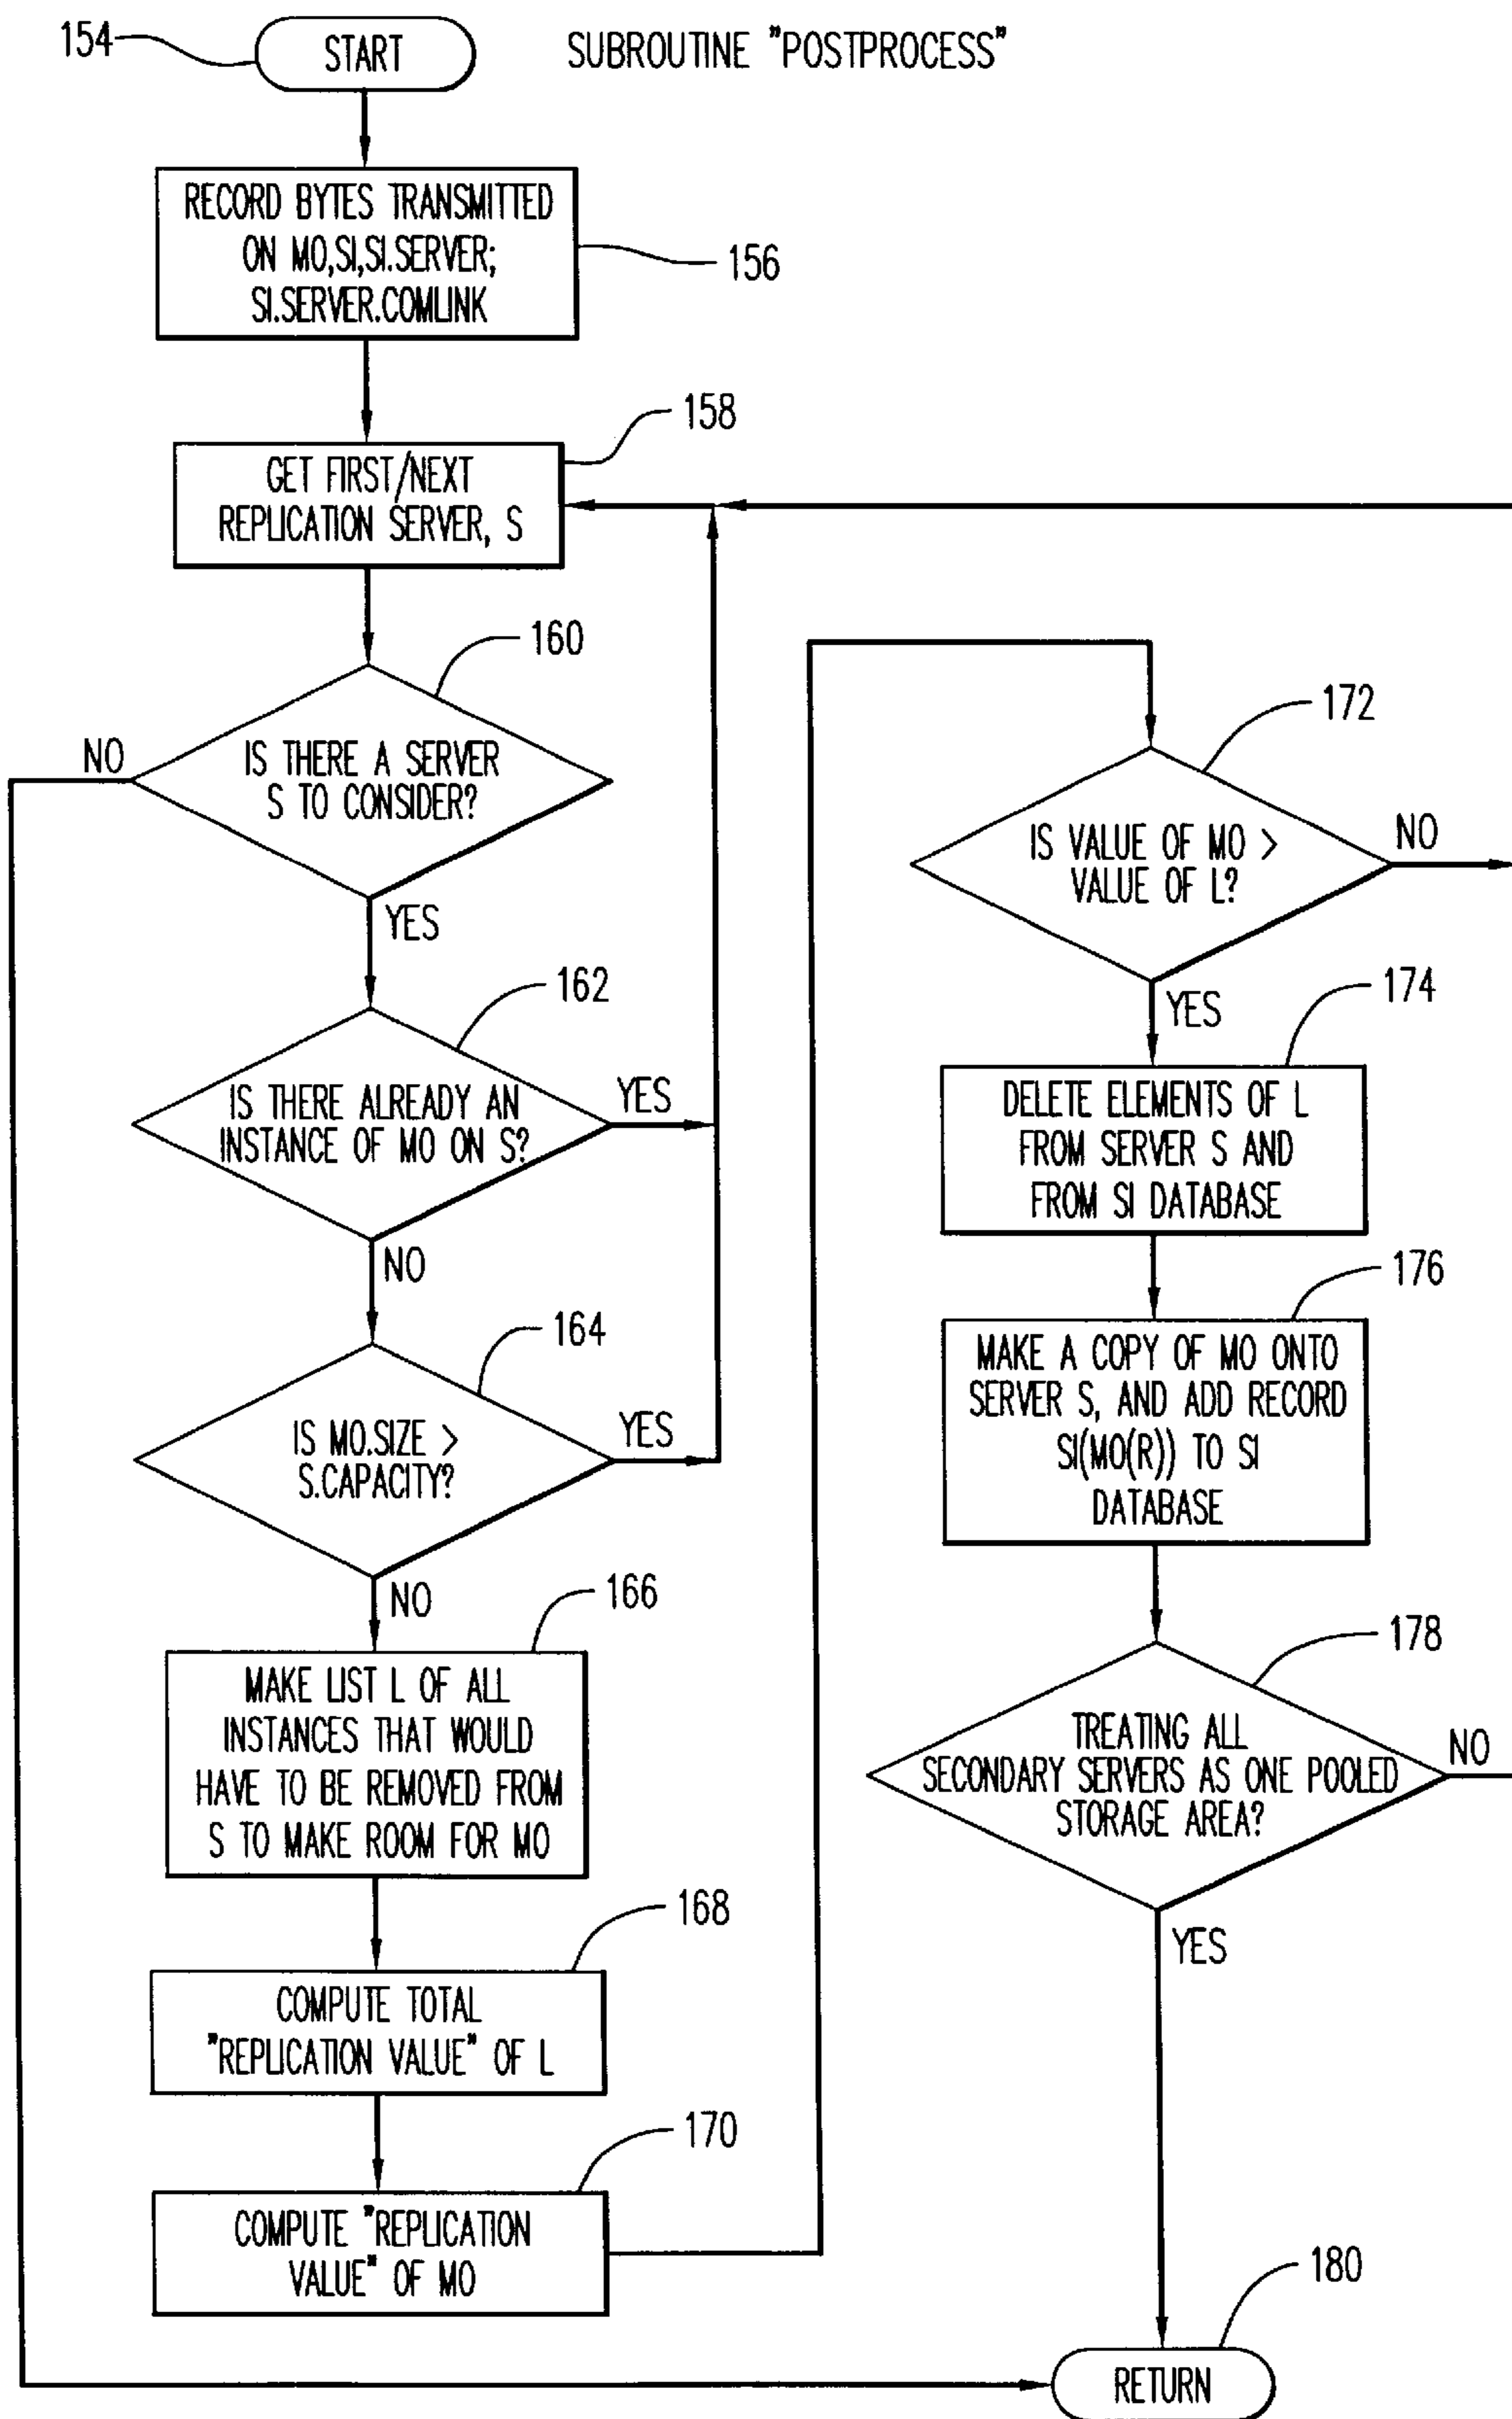 154
START
SUBROUTINE "POSTPROCESS"
RECORD BYTES TRANSMITTED
ON MO,SI,SI.SERVER;
SI.SERVER.COMLINK
156
158
GET FIRST/NEXT
REPLICATION SERVER, S
160
NO
IS THERE A SERVER
S TO CONSIDER?
YES
162
IS THERE ALREADY AN
INSTANCE OF MO ON S?
YES
NO
164
IS MO.SIZE >
S.CAPACITY?
YES
NO
166
MAKE LIST L OF ALL
INSTANCES THAT WOULD
HAVE TO BE REMOVED FROM
S TO MAKE ROOM FOR MO
168
COMPUTE TOTAL
"REPLICATION VALUE" OF L
170
COMPUTE "REPLICATION
VALUE" OF MO
172
IS VALUE OF MO >
VALUE OF L?
NO
YES
174
DELETE ELEMENTS OF L
FROM SERVER S AND
FROM SI DATABASE
176
MAKE A COPY OF MO ONTO
SERVER S, AND ADD RECORD
SI(MO(R)) TO SI
DATABASE
178
TREATING ALL
SECONDARY SERVERS AS ONE POOLED
STORAGE AREA?
NO
YES
180
RETURN